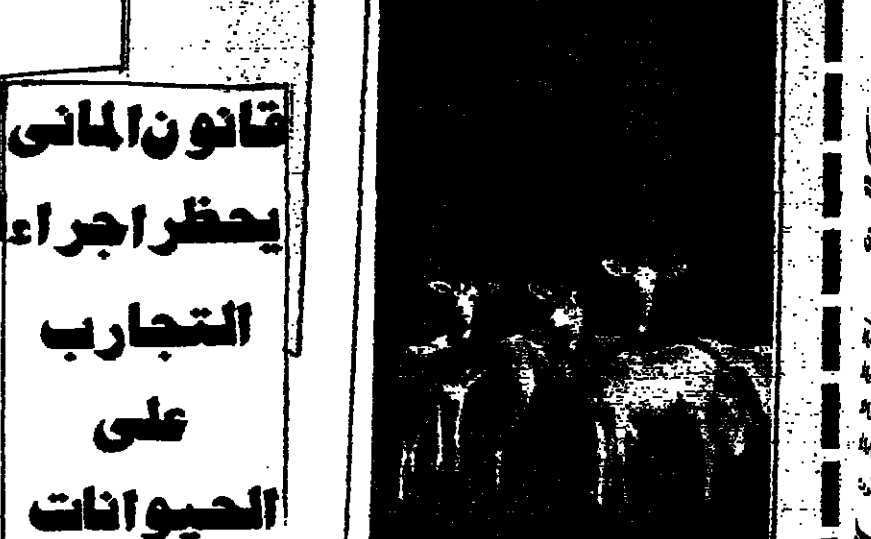 قانون المانى
يحظر اجراء
التجارب
على
الحيوانات